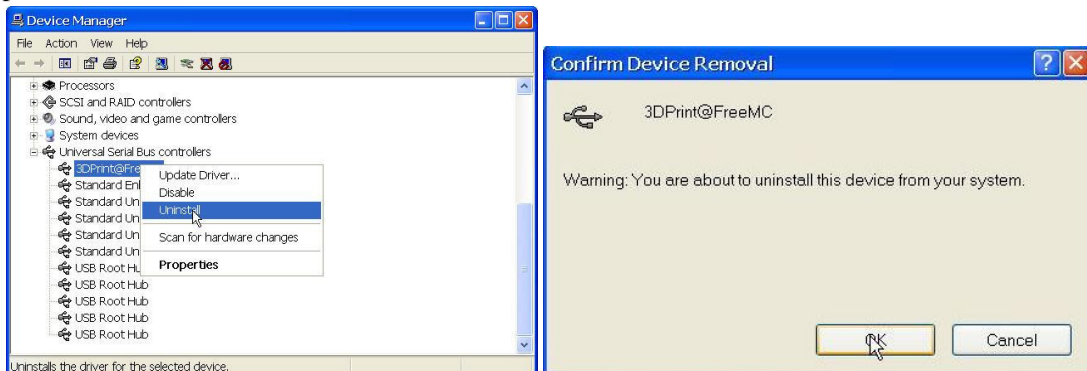 Device Manager
File Action View Help
Processors
SCSI and RAID controllers
Sound, video and game controllers
System devices
Universal Serial Bus controllers
3DPrint@Fre
Standard En
Standard Un
Standard Un
Standard Un
Standard Un
USB Root Hu
USB Root Hub
USB Root Hub
USB Root Hub
USB Root Hub
Update Driver...
Disable
Uninstall
Scan for hardware changes
Properties
Uninstalls the driver for the selected device.
Confirm Device Removal
3DPrint@FreeMC
Warning: You are about to uninstall this device from your system.
OK
Cancel